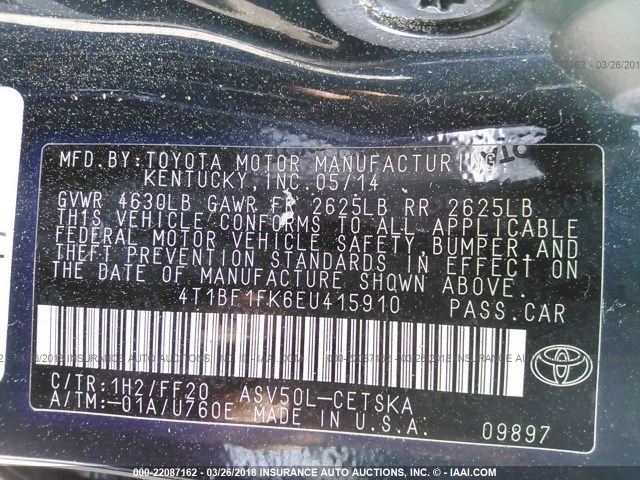 MFD.BY:TOYOTA MOTOR MANUFACTURING
KENTUCKY,INC.05/14
GVWR 4630LB GAWR FR 2625LB RR 2625LB
THIS VEHICLE CONFORMS TO ALL APPLICABLE
FEDERAL MOTOR VEHICLE SAFETY,BUMPER,AND
THEFT PREVENTION STANDARDS IN EFFECT ON
THE DATE OF MANUFACTURE SHOWN ABOVE.
4T1BF1FK6EU415910 PASS.CAR
C/TR:1H2/FF20 ASV50L-CETSKA
A/TM:-01A/U760E MADE IN U.S.A.
09897
000-22087162 - 03/26/2018 INSURANCE AUTO AUCTIONS INC. - © - IAAI.COM